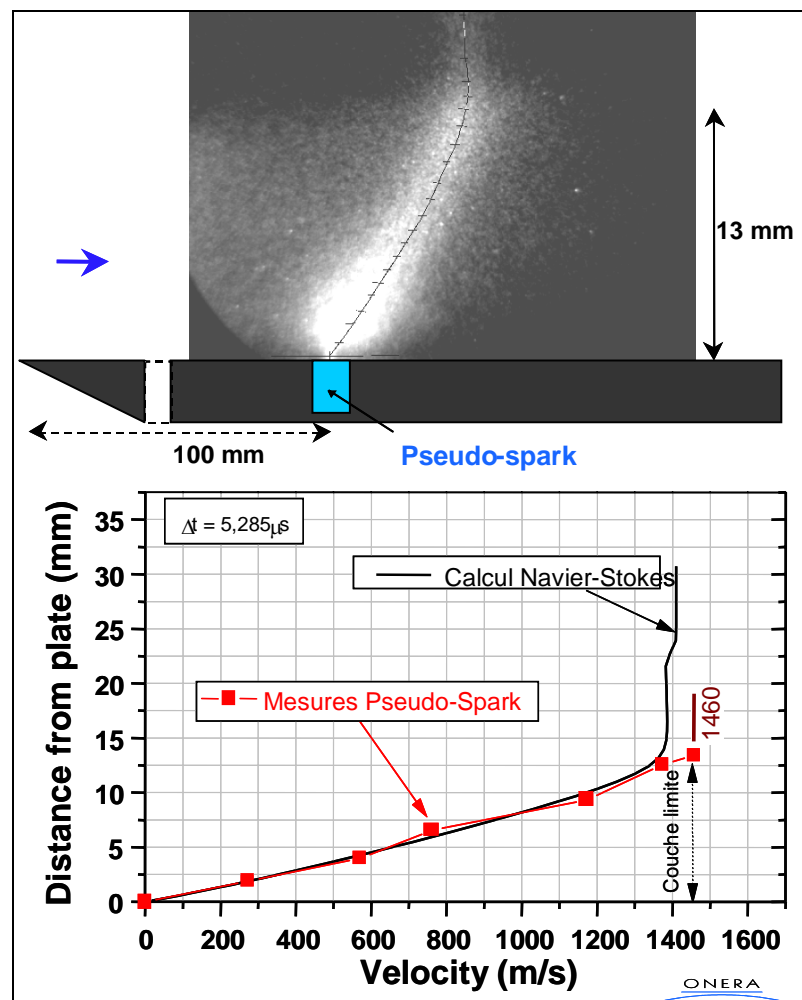 13 mm
100 mm
Pseudo-spark
Δt = 5,285μs
Calcul Navier-Stokes
Mesures Pseudo-Spark
1460
Couche limite
Distance from plate (mm)
35
30
25
20
15
10
5
0
0 200 400 600 800 1000 1200 1400 1600
Velocity (m/s)
ONERA